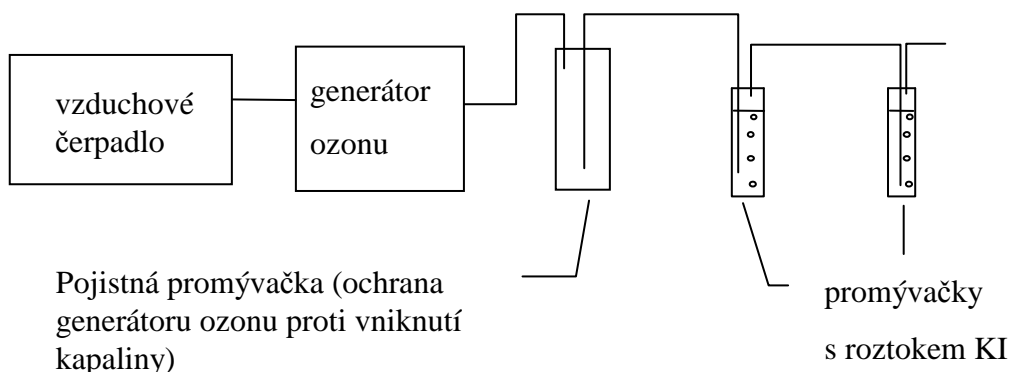 vzduchové
čerpadlo
generátor
ozonu
Pojistná promývačka (ochrana
generátoru ozonu proti vniknutí
kapaliny)
promývačky
s roztokem KI